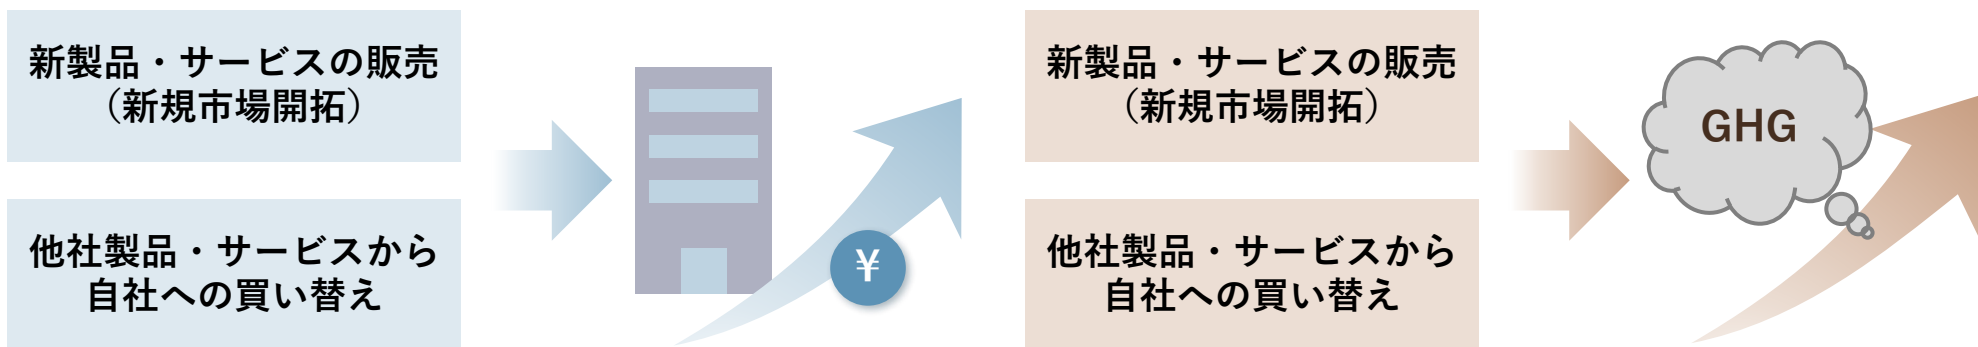 新製品・サービスの販売
（新規市場開拓）
他社製品・サービスから
自社への買い替え
¥
新製品・サービスの販売
（新規市場開拓）
他社製品・サービスから
自社への買い替え
GHG